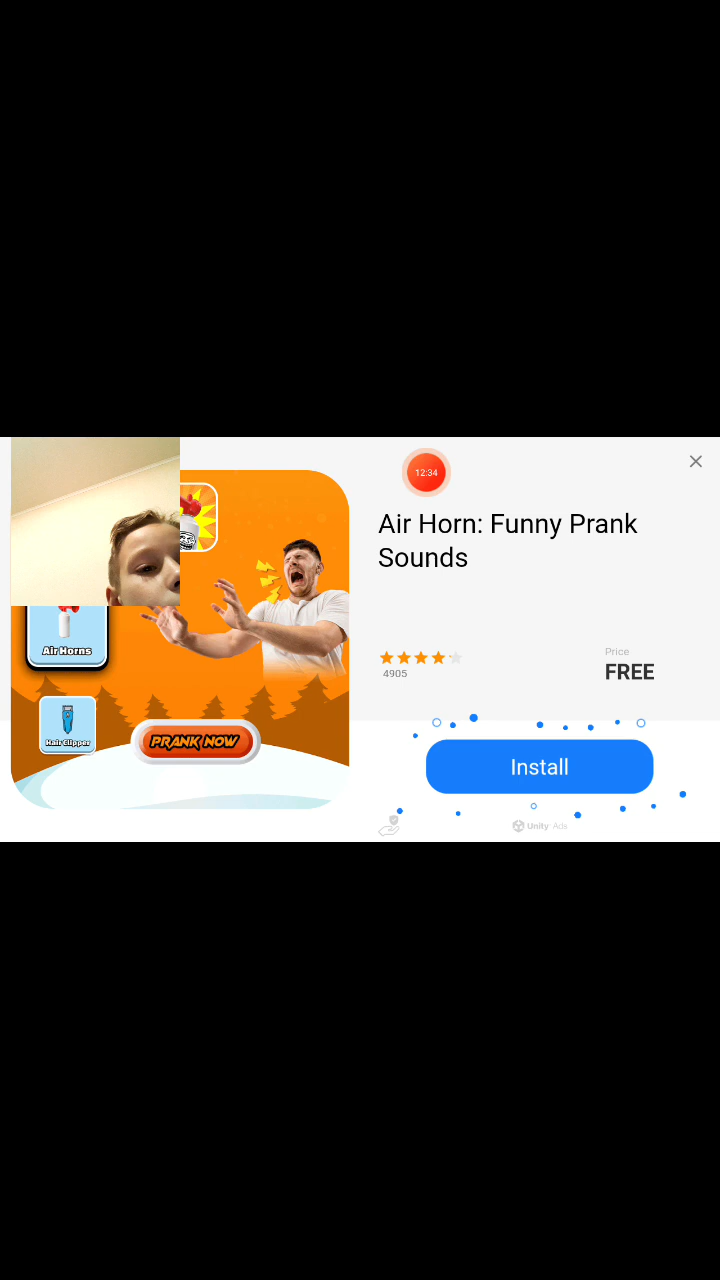 12:34
Air Horn: Funny Prank
Sounds
Price
FREE
4905
Air Horns
Hair Clipper
PRANK NOW
Install
Unity Ads